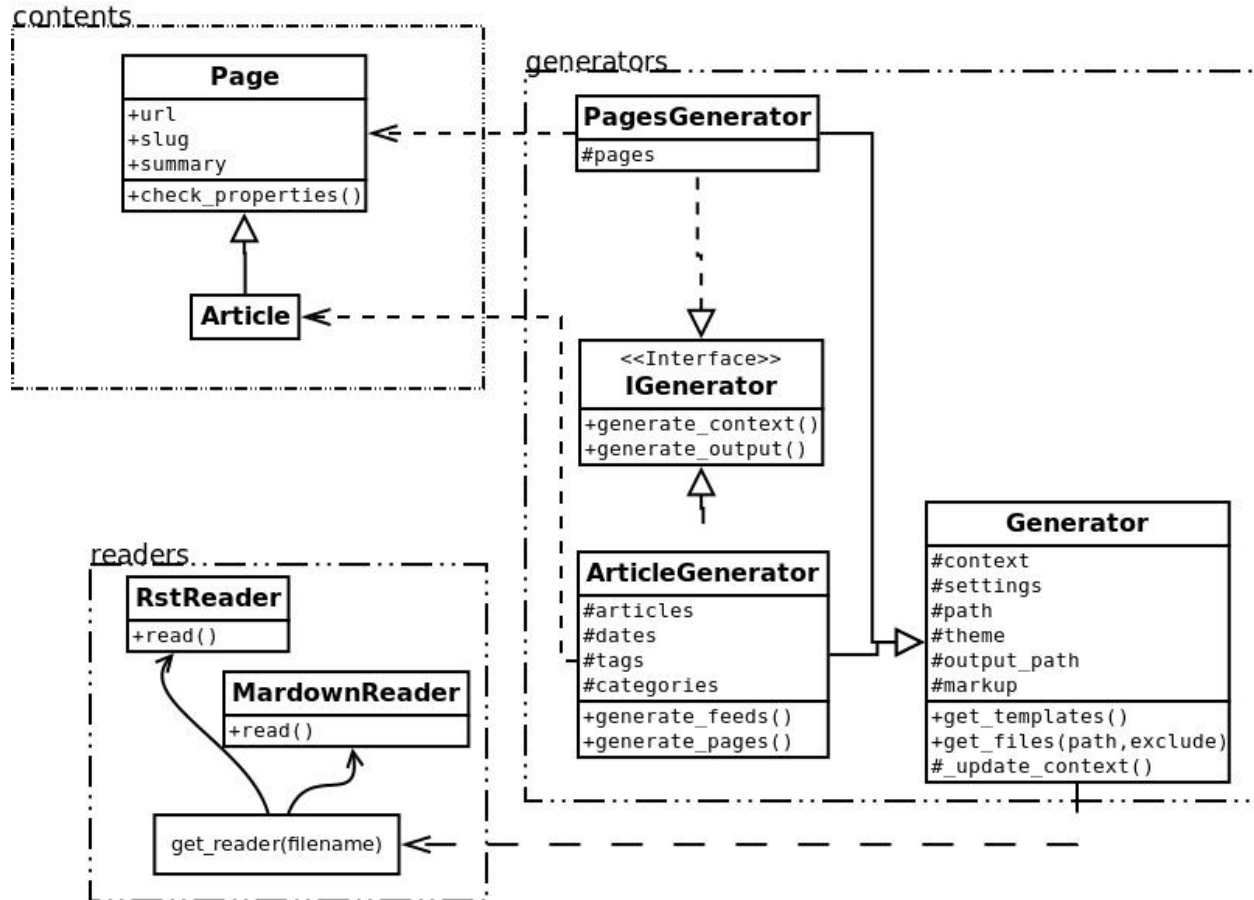 contents
Page
+url
+slug
+summary
+check_properties()
Article
generators
PagesGenerator
#pages
<<Interface>>
IGenerator
+generate_context()
+generate_output()
ArticleGenerator
#articles
#dates
#tags
#categories
+generate_feeds()
+generate_pages()
Generator
#context
#settings
#path
#theme
#output_path
#markup
+get_templates()
+get_files(path,exclude)
#_update_context()
readers
RstReader
+read()
MardownReader
+read()
get_reader(filename)